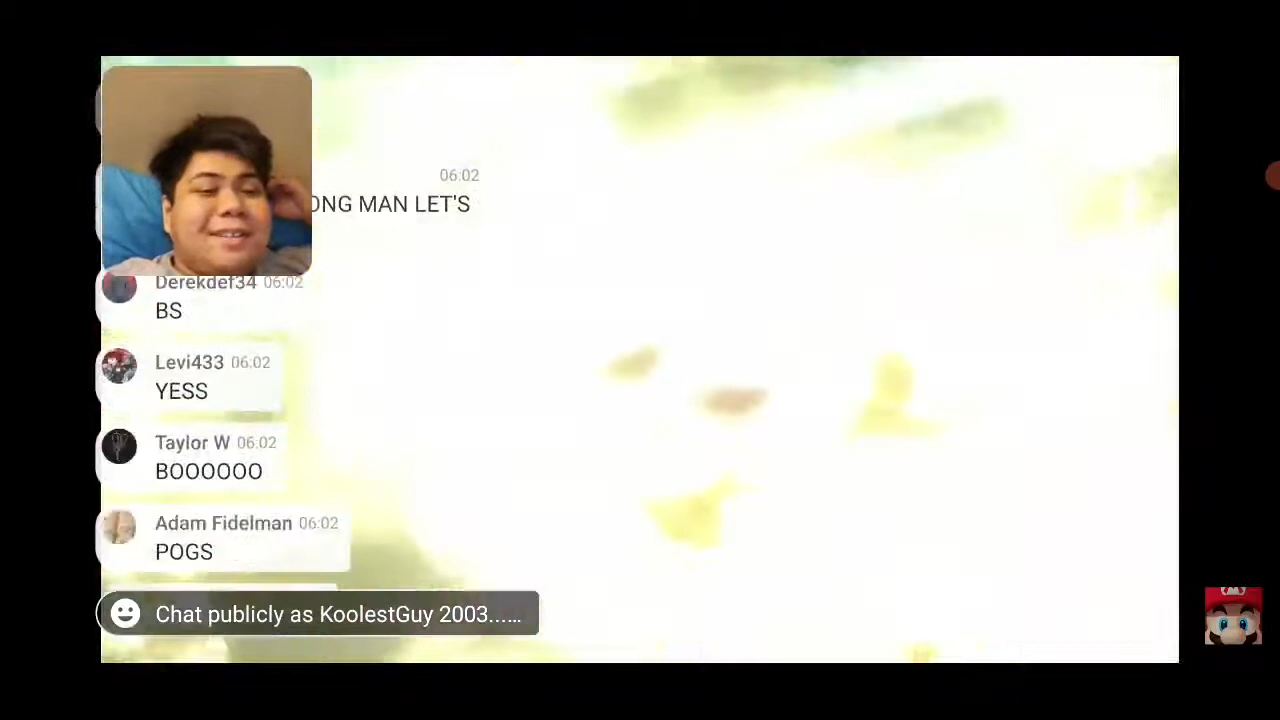 06:02
ONG MAN LET'S
Derekdef34 06:02
BS
Levi433 06:02
YESS
Taylor W 06:02
BOOOOOO
Adam Fidelman 06:02
POGS
Chat publicly as KoolestGuy 2003...…
M